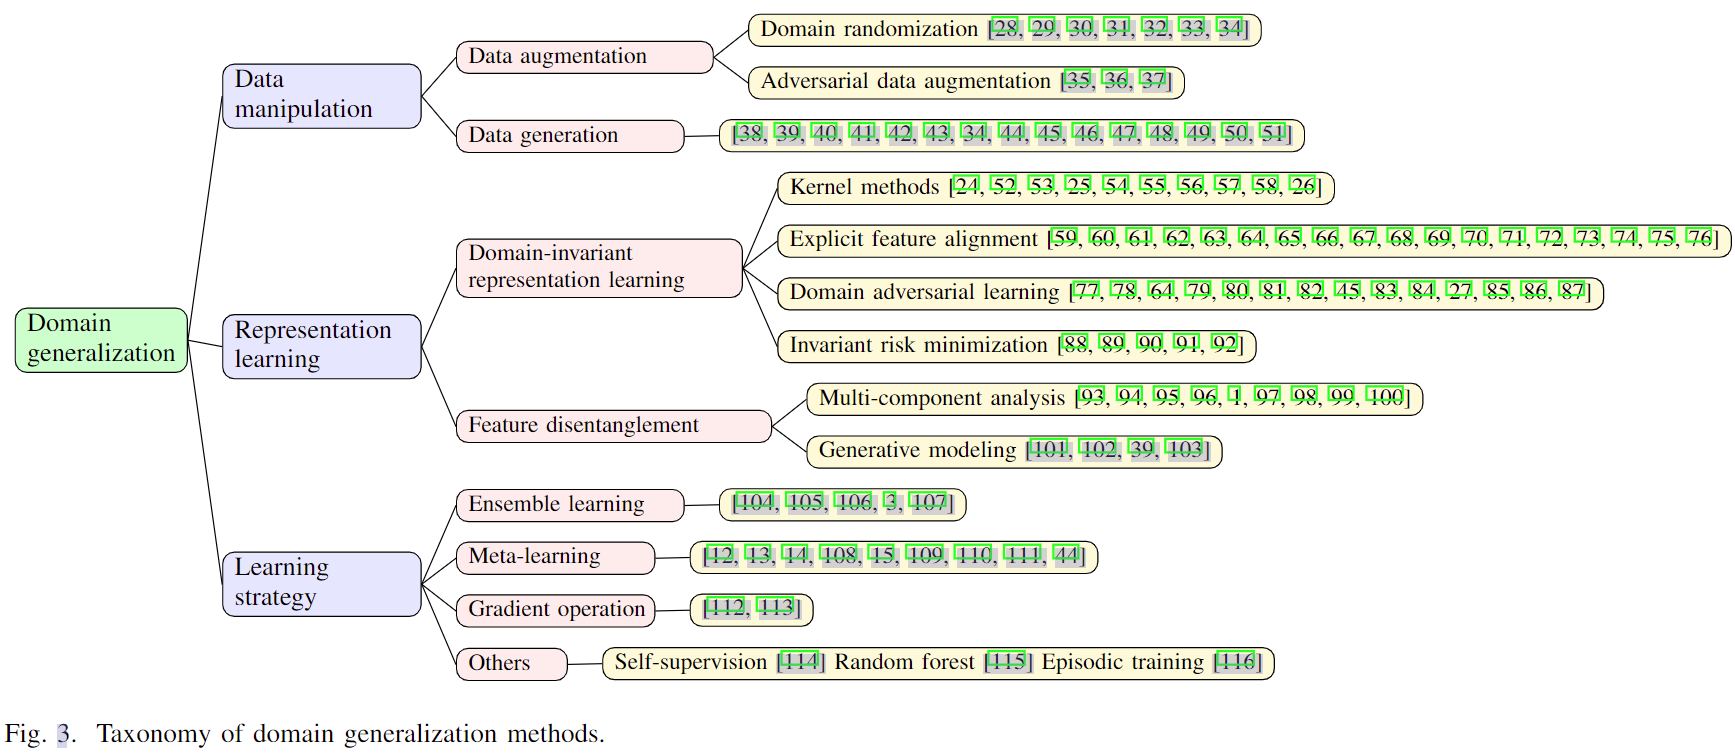 Domain randomization [28, 29, 30, 31, 32, 33, 34]
Data augmentation
Adversarial data augmentation [35, 36, 37]
Data
manipulation
Data generation
[38, 39, 40, 41, 42, 43, 34, 44, 45, 46, 47, 48, 49, 50, 51]
Kernel methods [24, 52, 53, 25, 54, 55, 56, 57, 58, 26]
Explicit feature alignment [59, 60, 61, 62, 63, 64, 65, 66, 67, 68, 69, 70, 71, 72, 73, 74, 75, 76]
Domain-invariant
representation learning
Domain adversarial learning [77, 78, 64, 79, 80, 81, 82, 45, 83, 84, 27, 85, 86, 87]
Invariant risk minimization [88, 89, 90, 91, 92]
Domain
generalization
Representation
learning
Multi-component analysis [93, 94, 95, 96, 1, 97, 98, 99, 100]
Feature disentanglement
Generative modeling [101, 102, 39, 103]
Ensemble learning
[104, 105, 106, 3, 107]
Meta-learning
[12, 13, 14, 108, 15, 109, 110, 111, 44]
Learning
strategy
Gradient operation
[112, 113]
Others
Self-supervision [114] Random forest [115] Episodic training [116]
Fig. 3. Taxonomy of domain generalization methods.